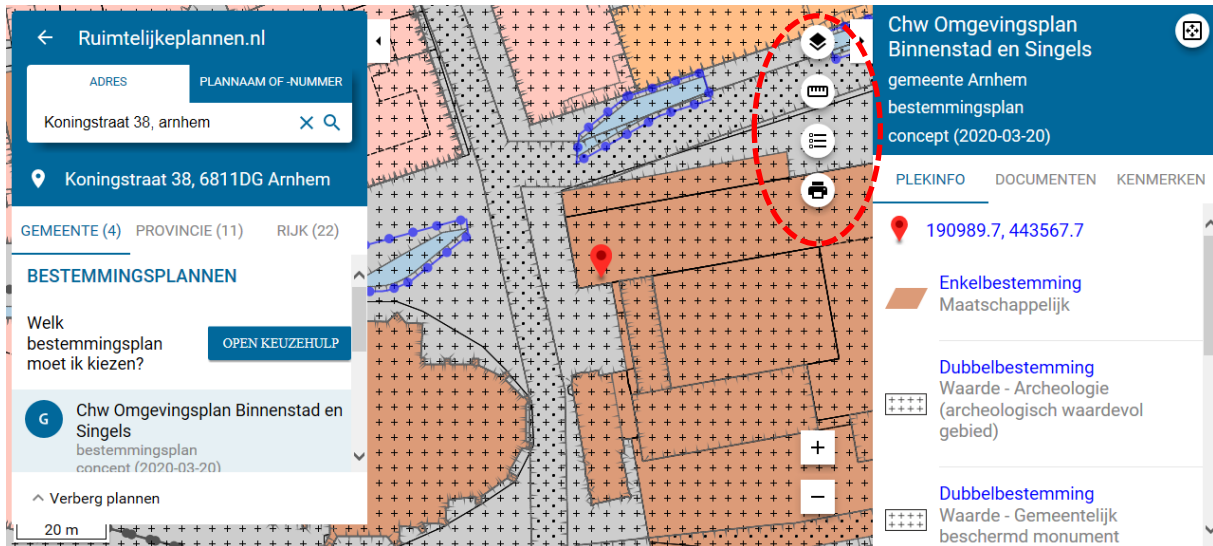 Ruimtelijkeplannen.nl
ADRES
PLANNAAM OF -NUMMER
Koningstraat 38, arnhem
Koningstraat 38, 6811DG Arnhem
GEMEENTE (4)
PROVINCIE (11)
RIJK (22)
BESTEMMINGSPLANNEN
Welk
bestemmingsplan
moet ik kiezen?
OPEN KEUZEHULP
G
Chw Omgevingsplan Binnenstad en
Singels
bestemmingsplan
concept (2020-03-20)
Verberg plannen
20 m
Chw Omgevingsplan
Binnenstad en Singels
gemeente Arnhem
bestemmingsplan
concept (2020-03-20)
PLEKINFO
DOCUMENTEN
KENMERKEN
190989.7, 443567.7
Enkelbestemming
Maatschappelijk
Dubbelbestemming
Waarde - Archeologie
(archeologisch waardevol
gebied)
Dubbelbestemming
Waarde - Gemeentelijk
beschermd monument